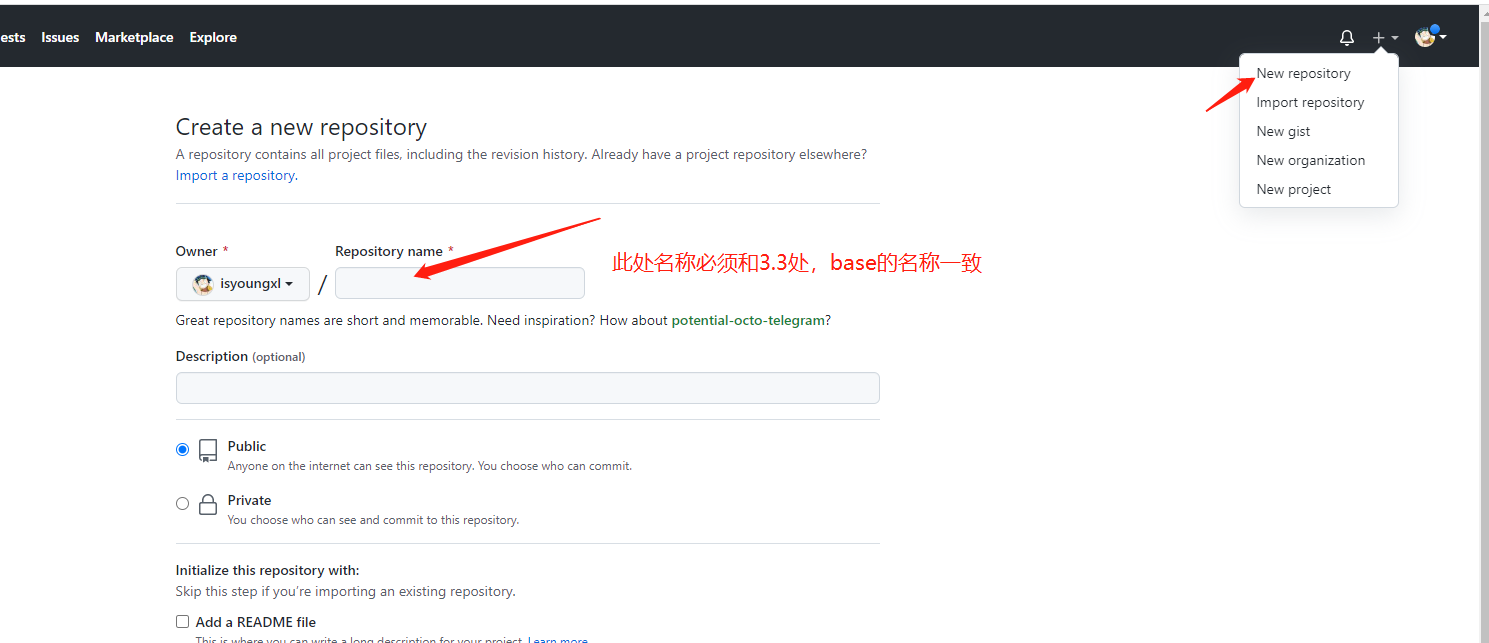 ests Issues Marketplace Explore
New repository
Import repository
New gist
New organization
New project
Create a new repository
A repository contains all project files, including the revision history. Already have a project repository elsewhere?
Import a repository.
Owner * Repository name *
isyoungxl /
此处名称必须和3.3处，base的名称一致
Great repository names are short and memorable. Need inspiration? How about potential-octo-telegram?
Description (optional)
Public
Anyone on the internet can see this repository. You choose who can commit.
Private
You choose who can see and commit to this repository.
Initialize this repository with:
Skip this step if you're importing an existing repository.
Add a README file
This is where you can write a long description for your project. Learn more.